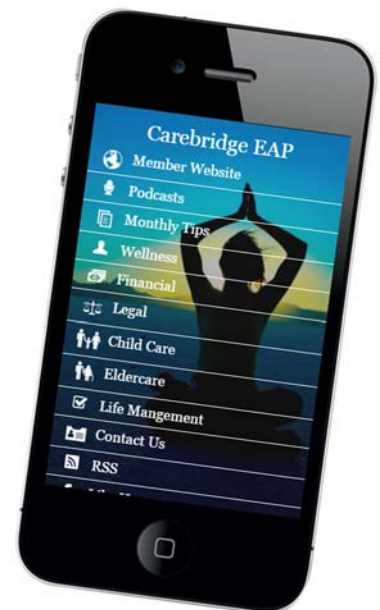 Carebridge EAP
Member Website
Podcasts
Monthly Tips
Wellness
Financial
Legal
Child Care
Eldercare
Life Mangement
Contact Us
RSS